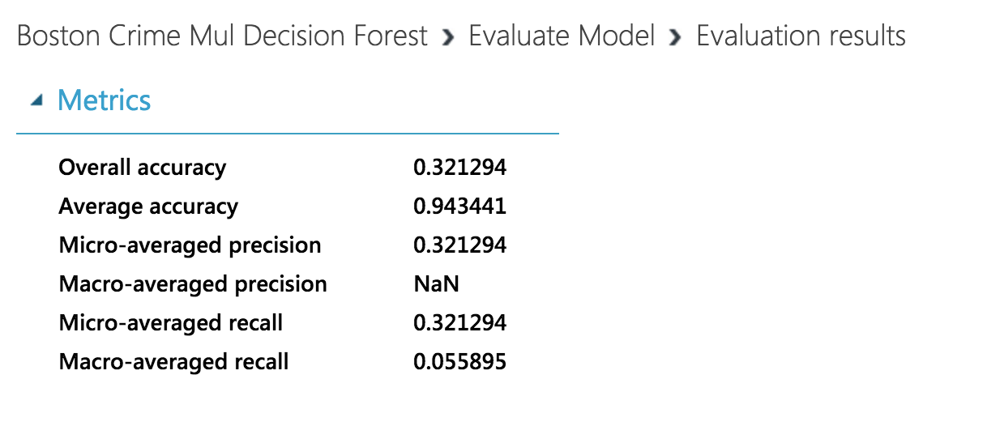 Boston Crime Mul Decision Forest › Evaluate Model › Evaluation results
Metrics
Overall accuracy 0.321294
Average accuracy 0.943441
Micro-averaged precision 0.321294
Macro-averaged precision NaN
Micro-averaged recall 0.321294
Macro-averaged recall 0.055895